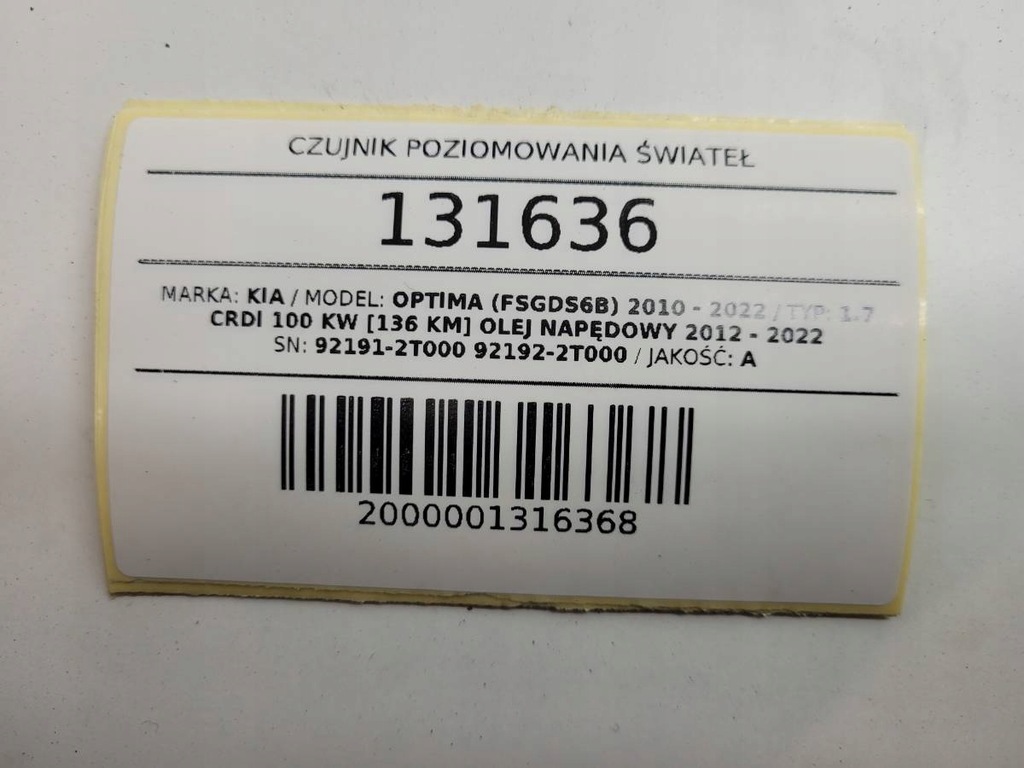 CZUJNIK POZIOMOWANIA ŚWIATEŁ
131636
MARKA: KIA / MODEL: OPTIMA (FSGDS6B) 2010 - 2022 / TYP: 1.7
CRDI 100 KW [136 KM] OLEJ NAPĘDOWY 2012 - 2022
SN: 92191-2T000 92192-2T000 / JAKOŚĆ: A
2000001316368